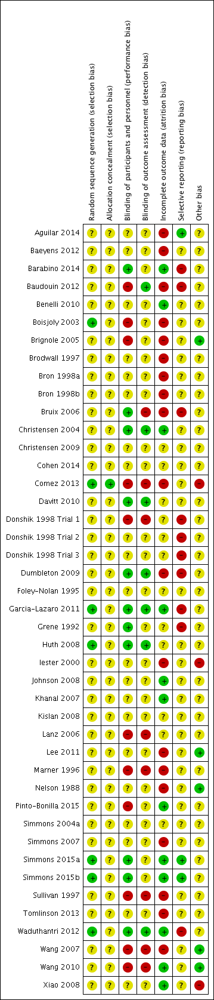 Random sequence generation (selection bias)
Allocation concealment (selection bias)
Blinding of participants and personnel (performance bias)
Blinding of outcome assessment (detection bias)
Incomplete outcome data (attrition bias)
Selective reporting (reporting bias)
Other bias
Aguilar 2014 ? ? ? ? - + ?
Baeyens 2012 ? ? ? ? - ? ?
Barabino 2014 ? ? + ? + - ?
Baudouin 2012 ? ? - + - - ?
Benelli 2010 ? ? ? ? + ? ?
Boisjoly 2003 + ? - ? - ? ?
Brignole 2005 ? ? - ? - ? +
Brodwall 1997 ? ? ? ? - ? ?
Bron 1998a ? ? ? ? - ? ?
Bron 1998b ? ? ? ? - ? ?
Bruix 2006 ? ? + - - - ?
Christensen 2004 ? ? + + + ? ?
Christensen 2009 ? ? ? ? ? ? ?
Cohen 2014 ? ? ? ? ? ? ?
Comez 2013 + + - - - ? -
Davitt 2010 ? ? + + ? ? ?
Donshik 1998 Trial 1 ? ? - - ? - ?
Donshik 1998 Trial 2 ? ? ? ? ? - ?
Donshik 1998 Trial 3 ? ? ? ? ? - ?
Dumbleton 2009 ? ? + + - - ?
Foley-Nolan 1995 ? ? ? ? ? ? ?
Garcia-Lazaro 2011 + ? + + + - ?
Grene 1992 ? ? + ? ? - ?
Huth 2008 + ? + + ? ? ?
Iester 2000 ? ? ? ? - ? -
Johnson 2008 ? ? ? ? + ? ?
Khanal 2007 ? ? ? ? + ? ?
Kislan 2008 ? ? ? ? ? ? ?
Lanz 2006 ? ? - - ? ? ?
Lee 2011 ? ? ? ? - ? +
Marner 1996 ? ? - - - ? ?
Nelson 1988 ? ? ? ? - ? +
Pinto-Bonilla 2015 ? ? - ? + ? ?
Simmons 2004a ? ? ? ? ? ? ?
Simmons 2007 ? ? ? ? - ? ?
Simmons 2015a + ? + ? + + ?
Simmons 2015b + ? + ? + + ?
Sullivan 1997 ? ? - - - ? ?
Tomlinson 2013 ? ? ? ? - ? ?
Waduthantri 2012 + ? + + + - ?
Wang 2007 ? ? - - - ? +
Wang 2010 ? ? - - + ? +
Xiao 2008 ? ? ? ? + ? -